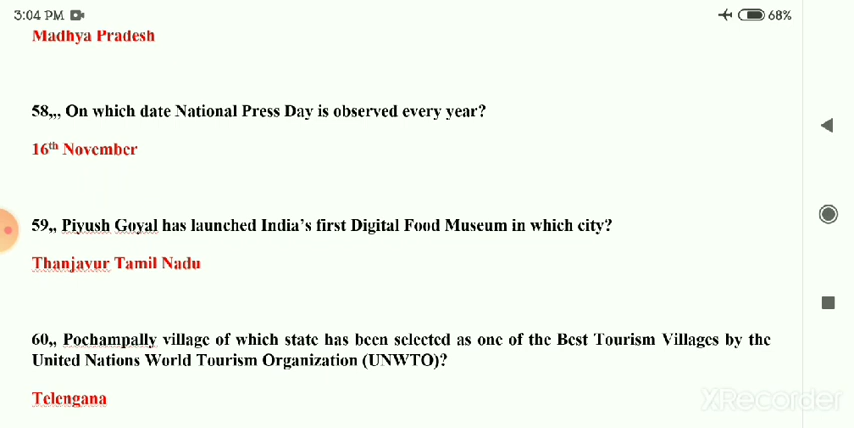 3:04 PM
68%
Madhya Pradesh
58,,, On which date National Press Day is observed every year?
16th November
59,, Piyush Goyal has launched India's first Digital Food Museum in which city?
Thanjavur Tamil Nadu
60,, Pochampally village of which state has been selected as one of the Best Tourism Villages by the
United Nations World Tourism Organization (UNWTO)?
Telengana
XRecorder